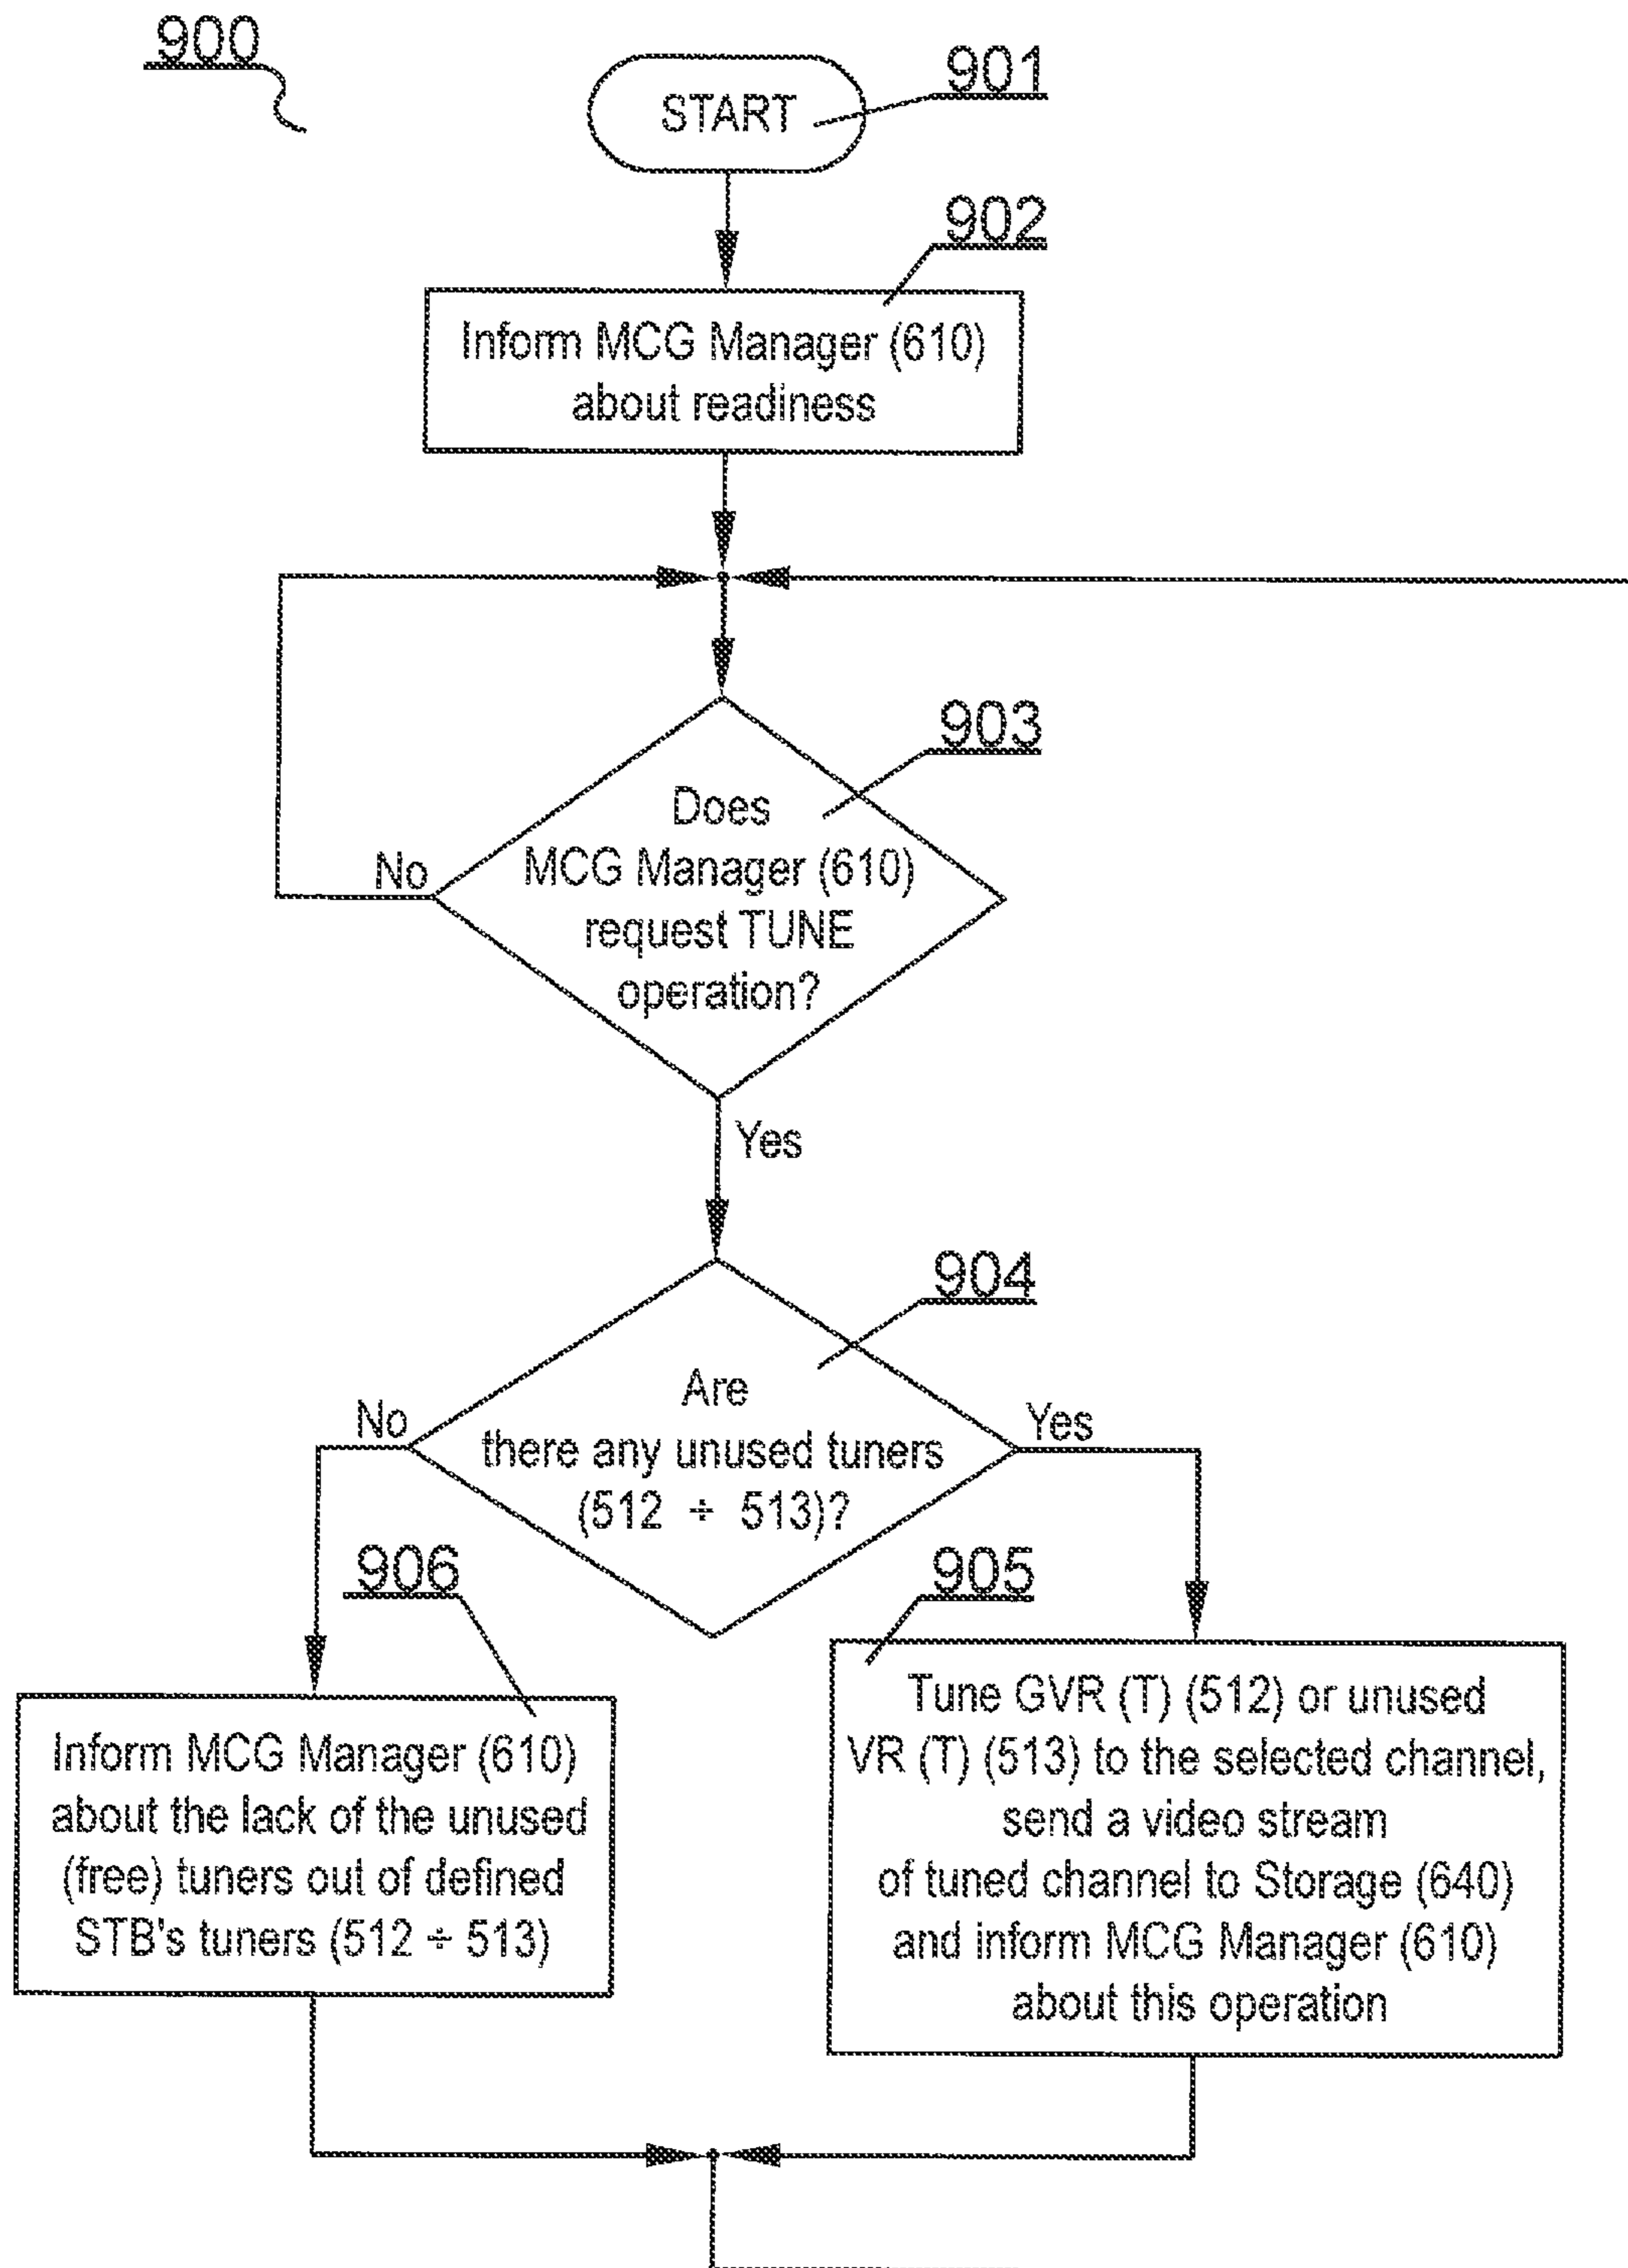 900
901
START
902
Inform MCG Manager (610)
about readiness
903
Does
MCG Manager (610)
request TUNE
operation?
No
Yes
904
Are
there any unused tuners
(512 ÷ 513)?
No
Yes
906
Inform MCG Manager (610)
about the lack of the unused
(free) tuners out of defined
STB's tuners (512 ÷ 513)
905
Tune GVR (T) (512) or unused
VR (T) (513) to the selected channel,
send a video stream
of tuned channel to Storage (640)
and inform MCG Manager (610)
about this operation